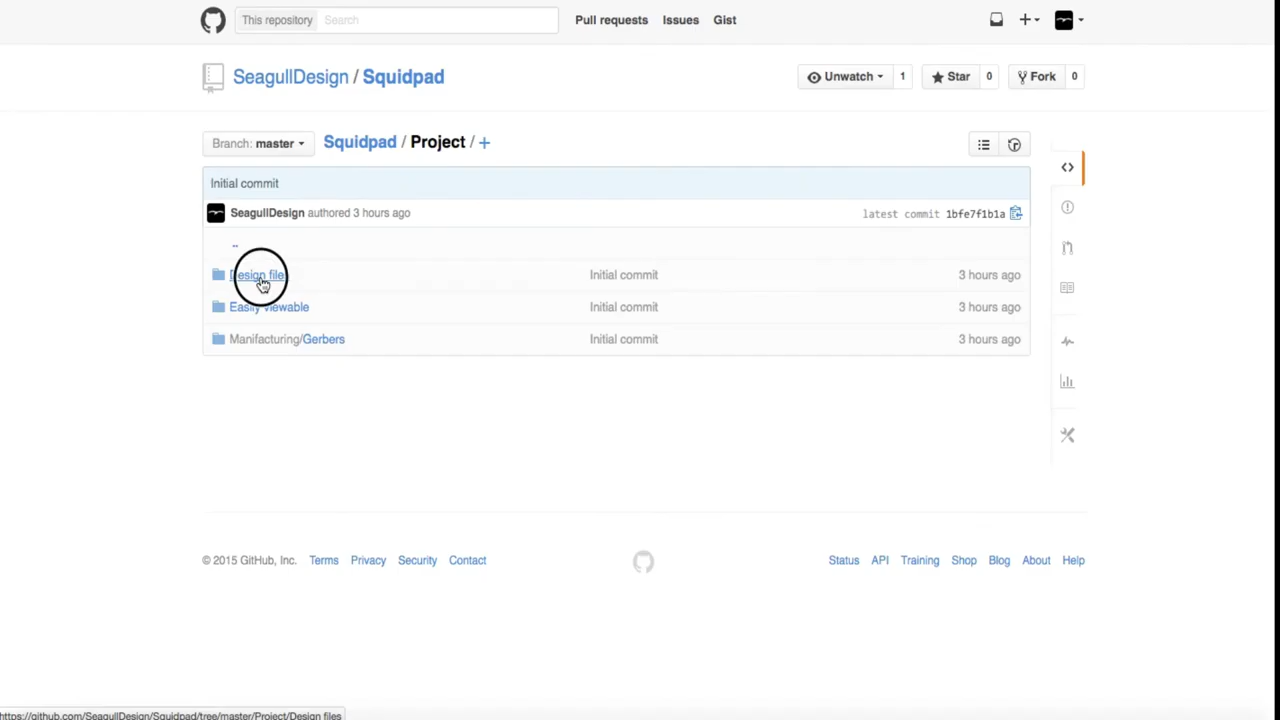 This repository Search Pull requests Issues Gist
SeagullDesign / Squidpad Unwatch 1 Star 0 Fork 0
Branch: master Squidpad / Project / +
Initial commit
SeagullDesign authored 3 hours ago latest commit 1bfe7f1b1a
..
Design file Initial commit 3 hours ago
Easily viewable Initial commit 3 hours ago
Manifacturing/Gerbers Initial commit 3 hours ago
© 2015 GitHub, Inc. Terms Privacy Security Contact Status API Training Shop Blog About Help
https://github.com/SeagullDesign/Squidpad/tree/master/Project/Design files